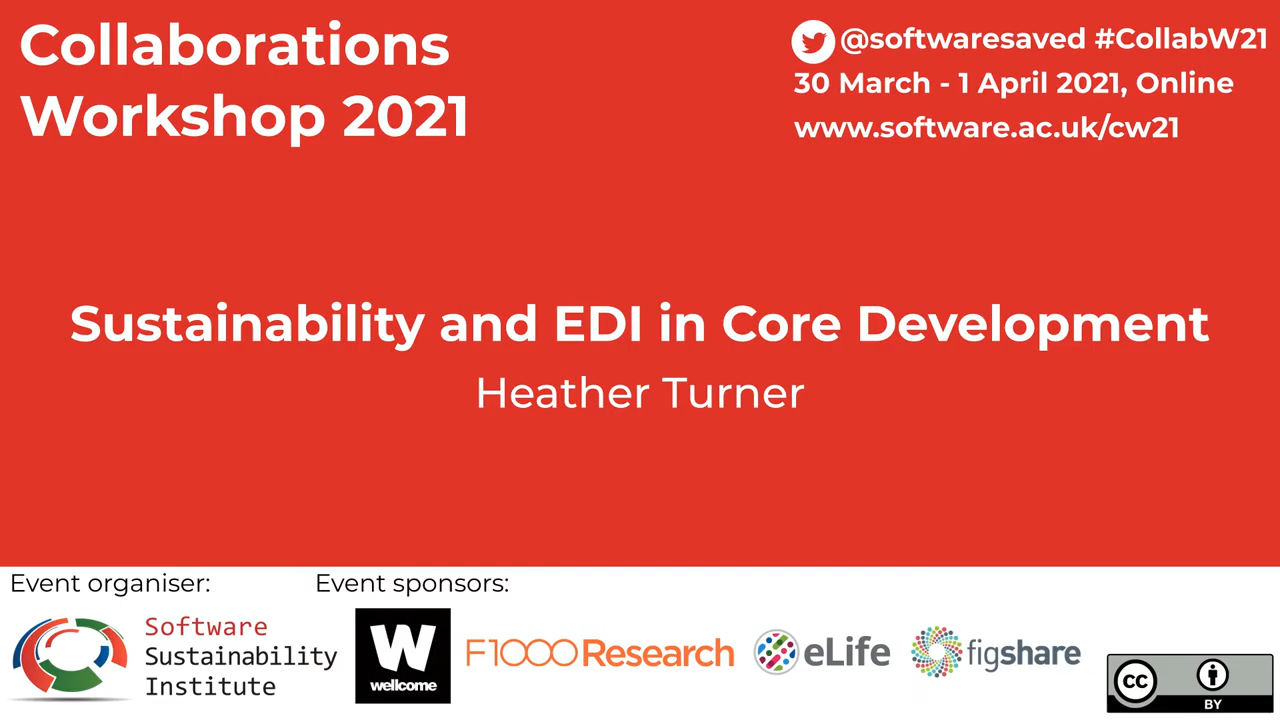 Collaborations
Workshop 2021
@softwaresaved #CollabW21
30 March - 1 April 2021, Online
www.software.ac.uk/cw21
Sustainability and EDI in Core Development
Heather Turner
Event organiser:
Event sponsors:
Software
Sustainability
Institute
W
wellcome
F1000Research
eLife
figshare
CC
BY